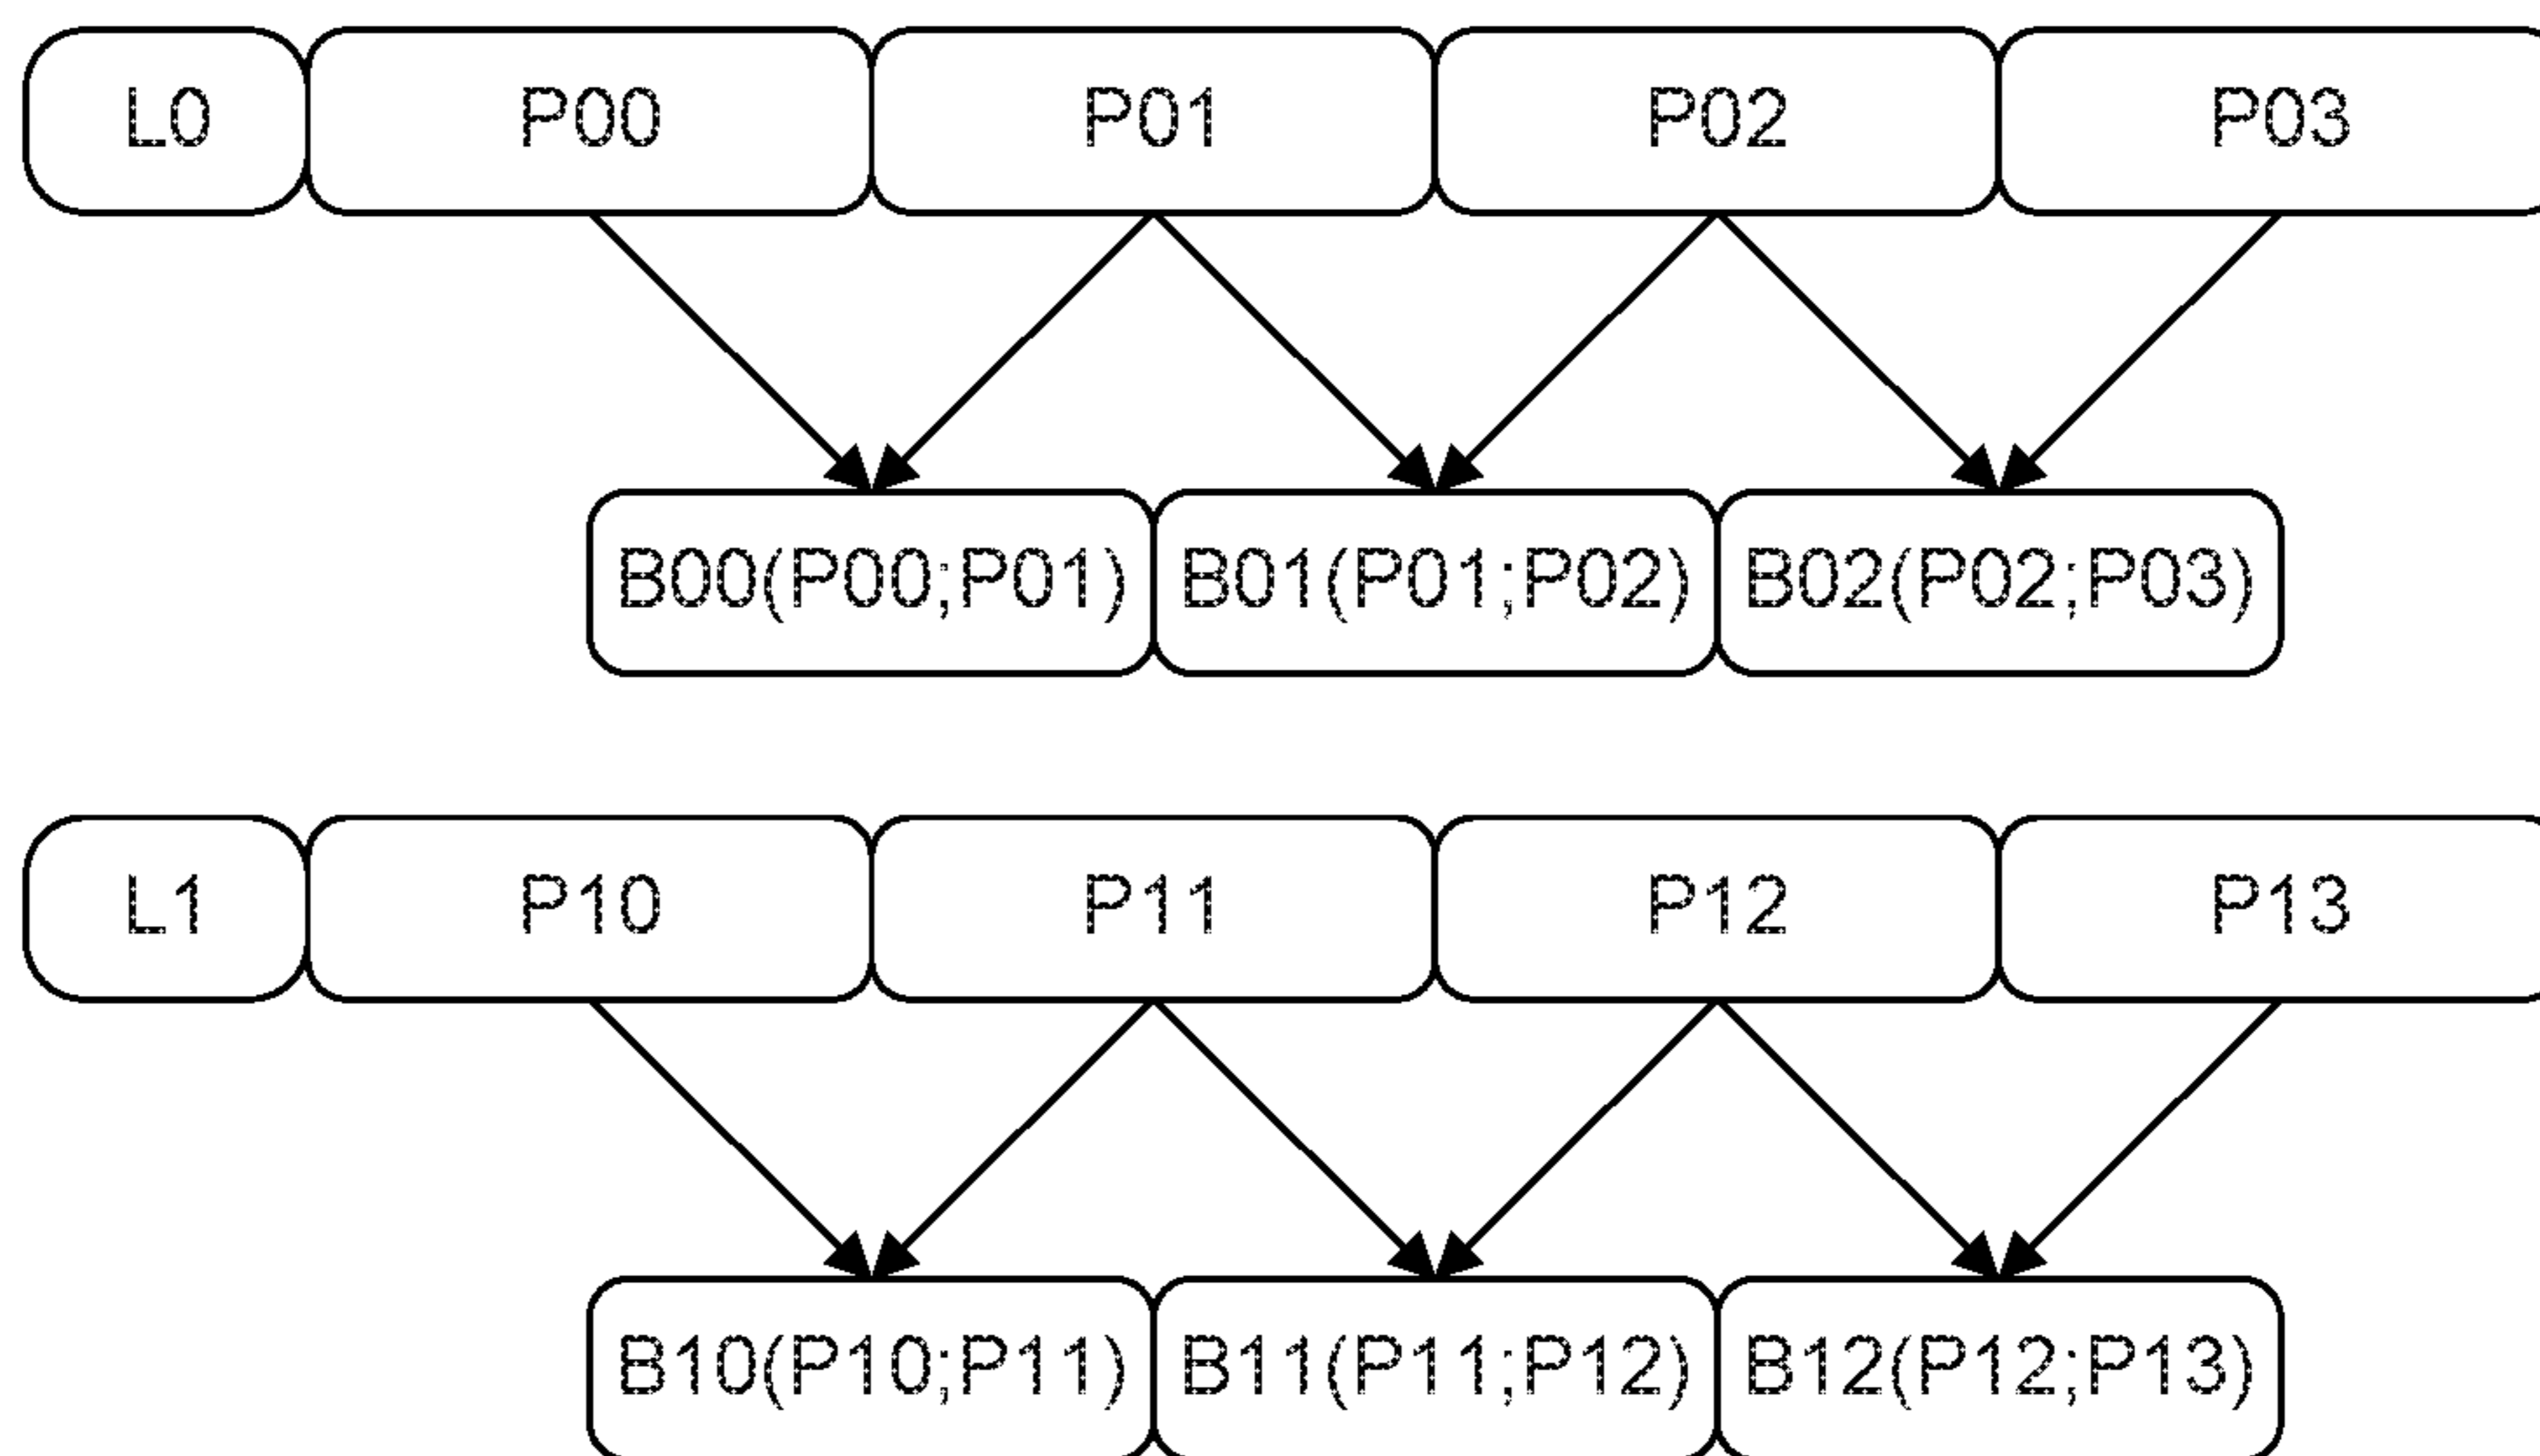 L0 P00 P01 P02 P03
B00(P00;P01) B01(P01;P02) B02(P02;P03)
L1 P10 P11 P12 P13
B10(P10;P11) B11(P11;P12) B12(P12;P13)